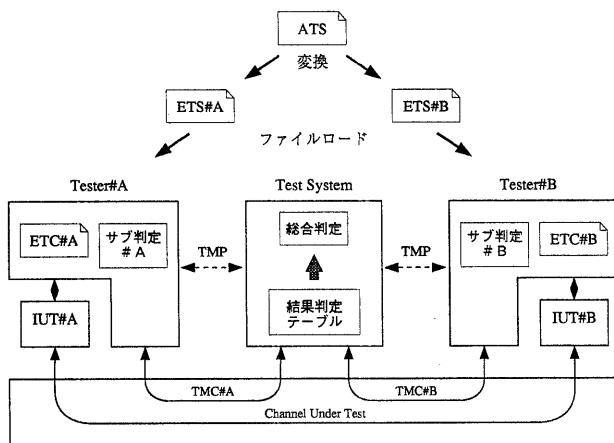 ATS
変換
ETS#A
ETS#B
ファイルロード
Tester#A
Test System
Tester#B
ETC#A
サブ判定
#A
TMP
総合判定
TMP
サブ判定
#B
ETC#B
IUT#A
結果判定
テーブル
IUT#B
TMC#A
TMC#B
Channel Under Test